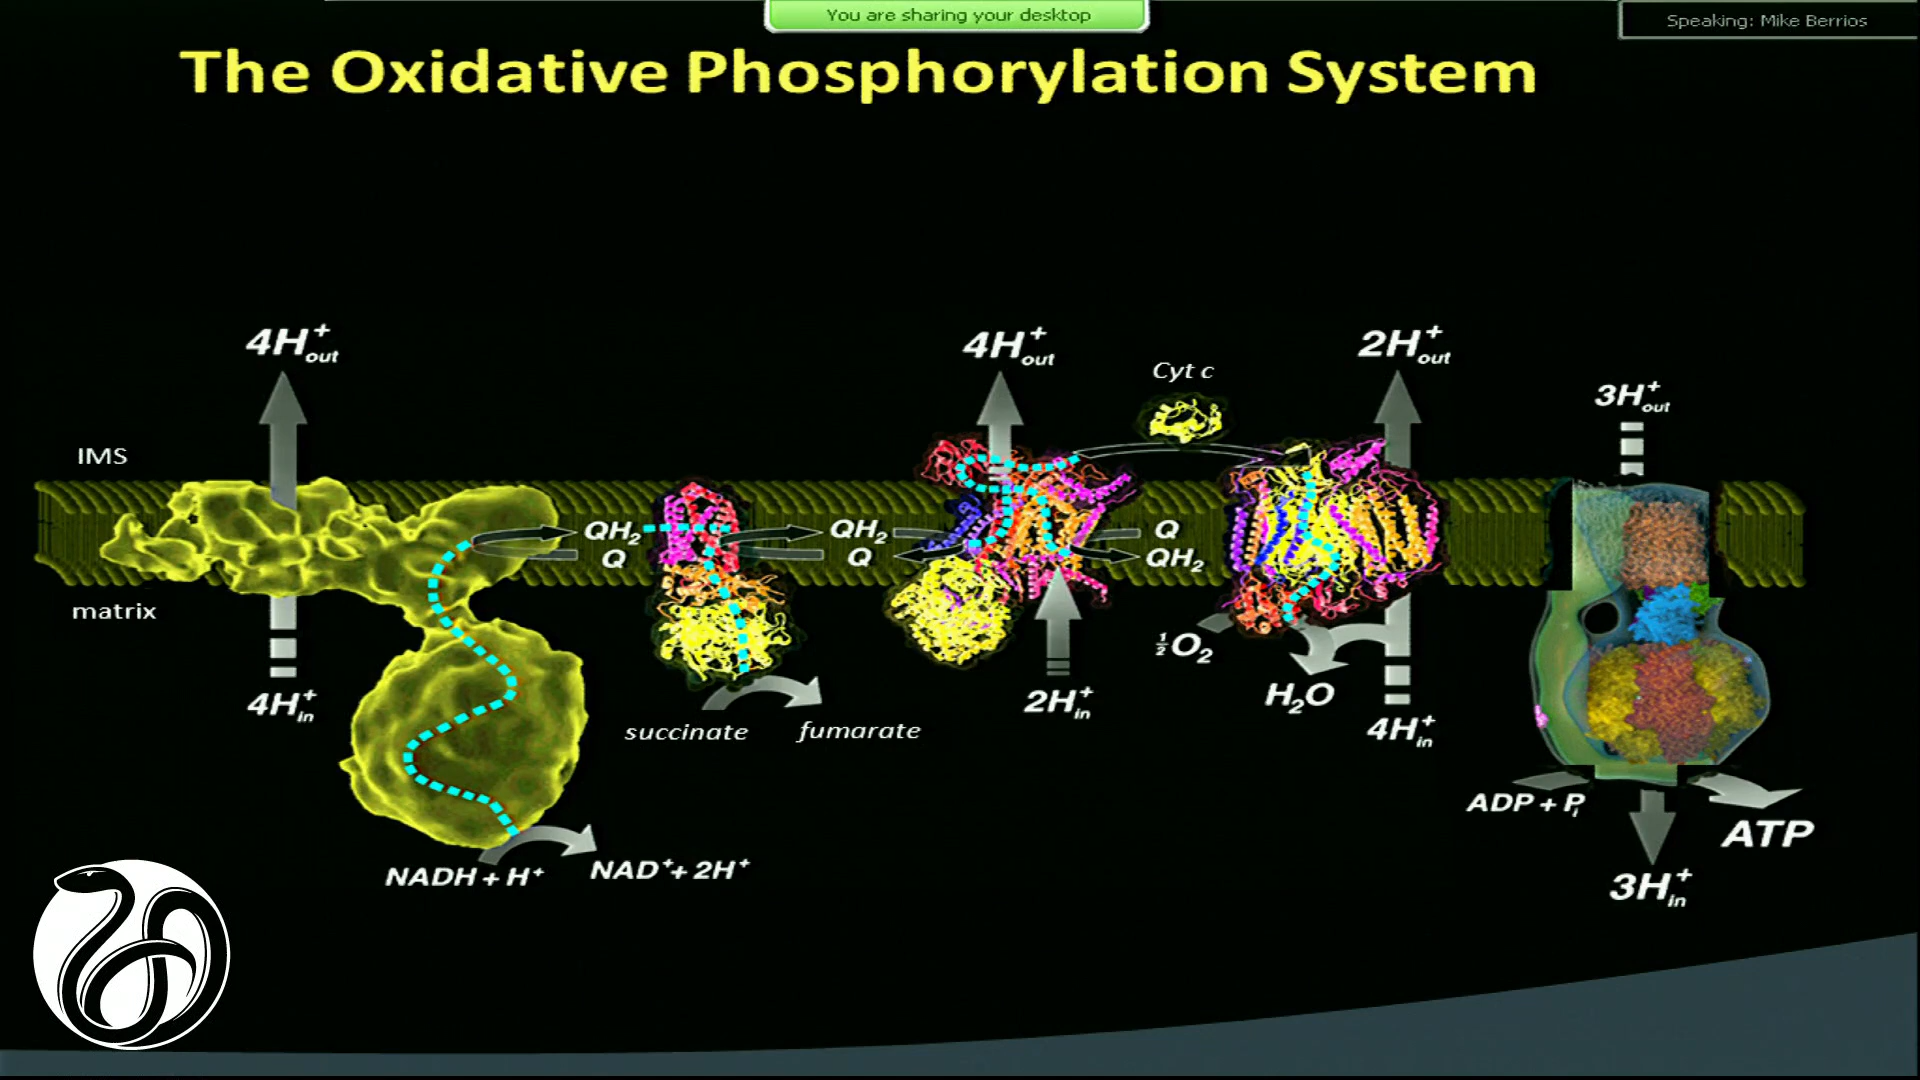 You are sharing your desktop
Speaking: Mike Berrios
The Oxidative Phosphorylation System
4H⁺out
4H⁺out
Cyt c
2H⁺out
3H⁺out
IMS
QH₂
Q
QH₂
Q
Q
QH₂
matrix
4H⁺in
succinate
fumarate
2H⁺in
½O₂
H₂O
4H⁺in
ADP + Pi
ATP
NADH + H⁺
NAD⁺ + 2H⁺
3H⁺in